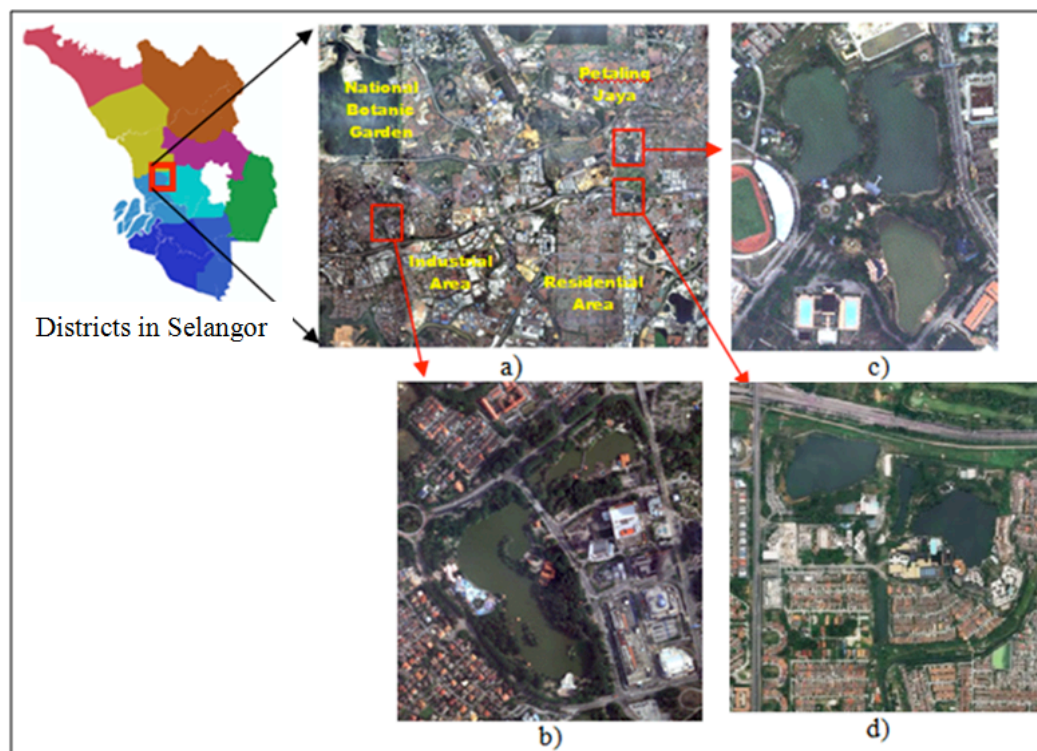 National
Botanic
Garden
Petaling
Jaya
Industrial
Area
Residential
Area
Districts in Selangor
a)
c)
b)
d)